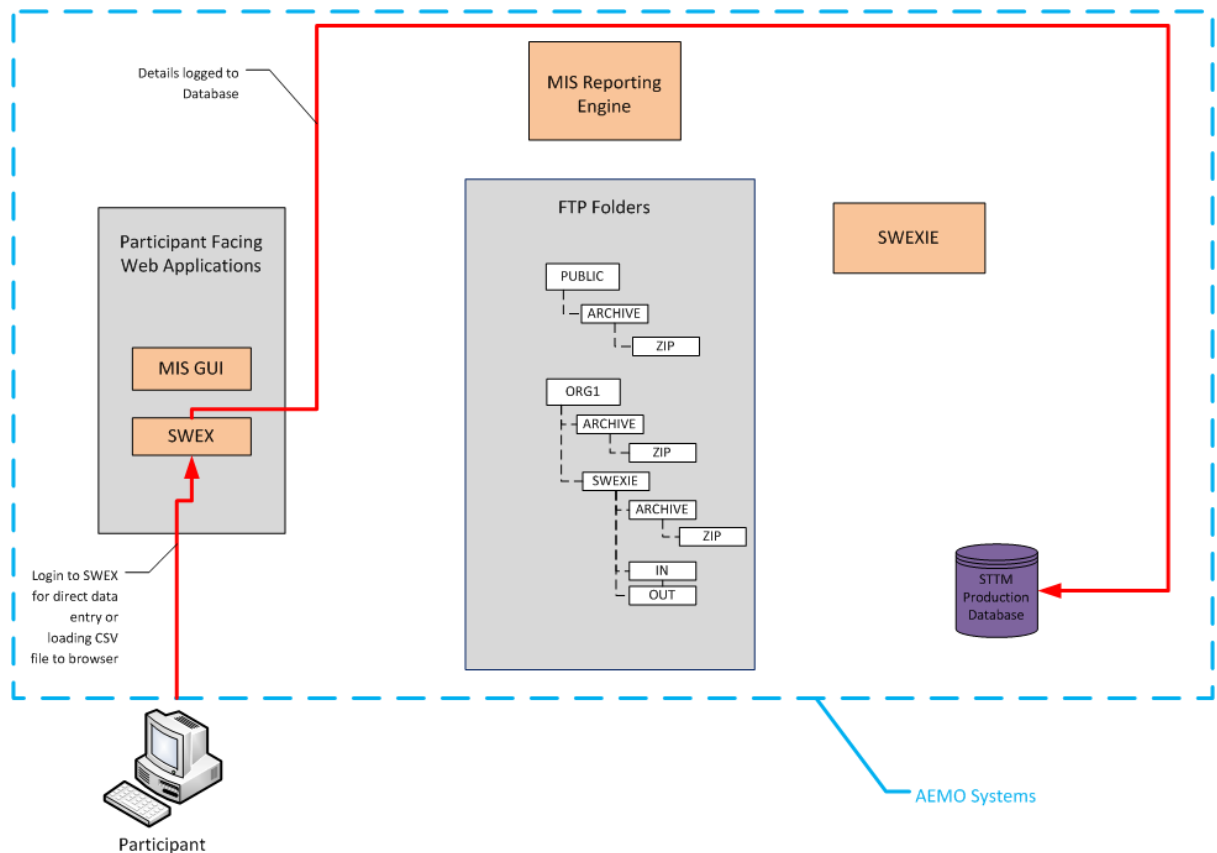 Details logged to
Database
MIS Reporting
Engine
Participant Facing
Web Applications
MIS GUI
SWEX
FTP Folders
PUBLIC
ARCHIVE
ZIP
ORG1
ARCHIVE
ZIP
SWEXIE
ARCHIVE
ZIP
IN
OUT
SWEXIE
STTM
Production
Database
Login to SWEX
for direct data
entry or
loading CSV
file to browser
Participant
AEMO Systems